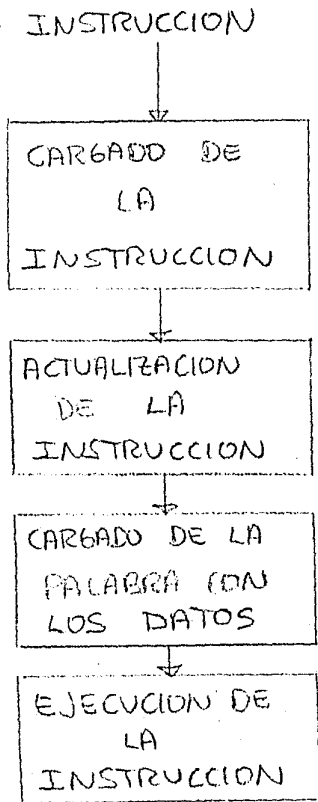 INSTRUCCION
CARGADO DE
LA
INSTRUCCION
ACTUALIZACION
DE LA
INSTRUCCION
CARGADO DE LA
PALABRA CON
LOS DATOS
EJECUCION DE
LA
INSTRUCCION